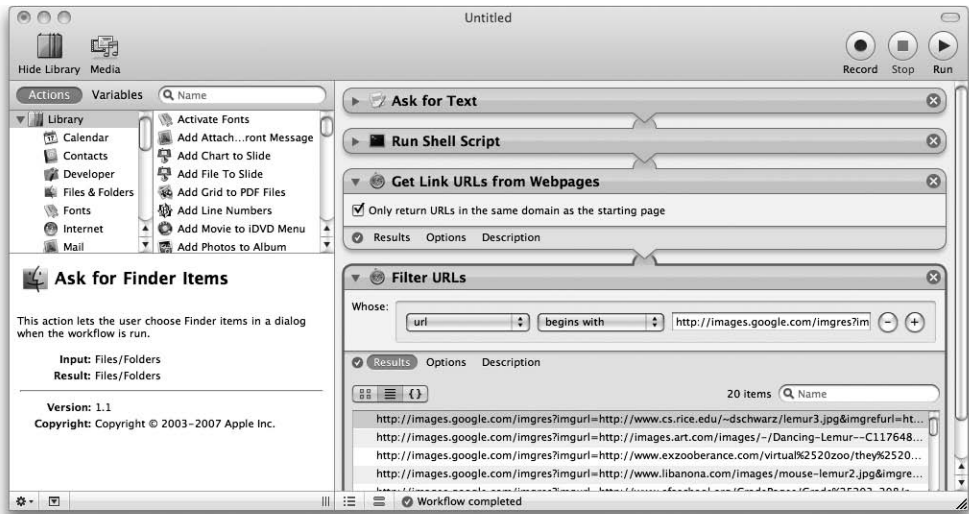 Untitled
Hide Library Media
Record Stop Run
Actions Variables Name
Library
Calendar
Contacts
Developer
Files & Folders
Fonts
Internet
Mail
Activate Fonts
Add Attach...ront Message
Add Chart to Slide
Add File To Slide
Add Grid to PDF Files
Add Line Numbers
Add Movie to iDVD Menu
Add Photos to Album
Ask for Finder Items
This action lets the user choose Finder items in a dialog
when the workflow is run.
Input: Files/Folders
Result: Files/Folders
Version: 1.1
Copyright: Copyright © 2003-2007 Apple Inc.
Ask for Text
Run Shell Script
Get Link URLs from Webpages
Only return URLs in the same domain as the starting page
Results Options Description
Filter URLs
Whose:
url begins with http://images.google.com/imgres?im
Results Options Description
20 items Name
http://images.google.com/imgres?imgurl=http://www.cs.rice.edu/~dschwarz/lemur3.jpg&imgrefurl=ht...
http://images.google.com/imgres?imgurl=http://images.art.com/images/-/Dancing-Lemur--C117648...
http://images.google.com/imgres?imgurl=http://www.exzooberance.com/virtual%2520zoo/they%2520...
http://images.google.com/imgres?imgurl=http://www.libanona.com/images/mouse-lemur2.jpg&imgre...
Workflow completed